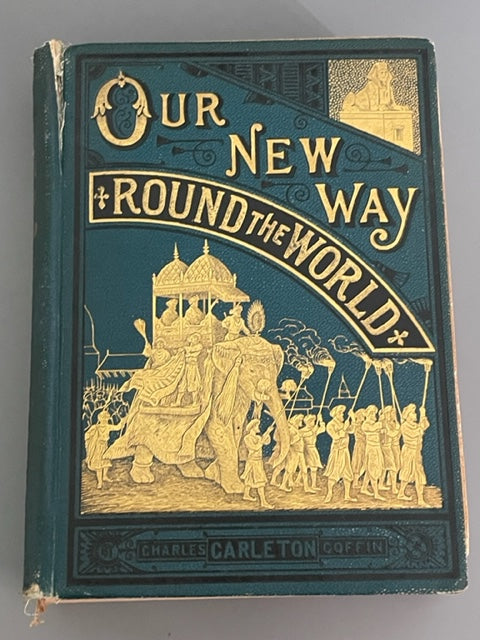 OUR
NEW
WAY
ROUND THE WORLD
CHARLES CARLETON COFFIN